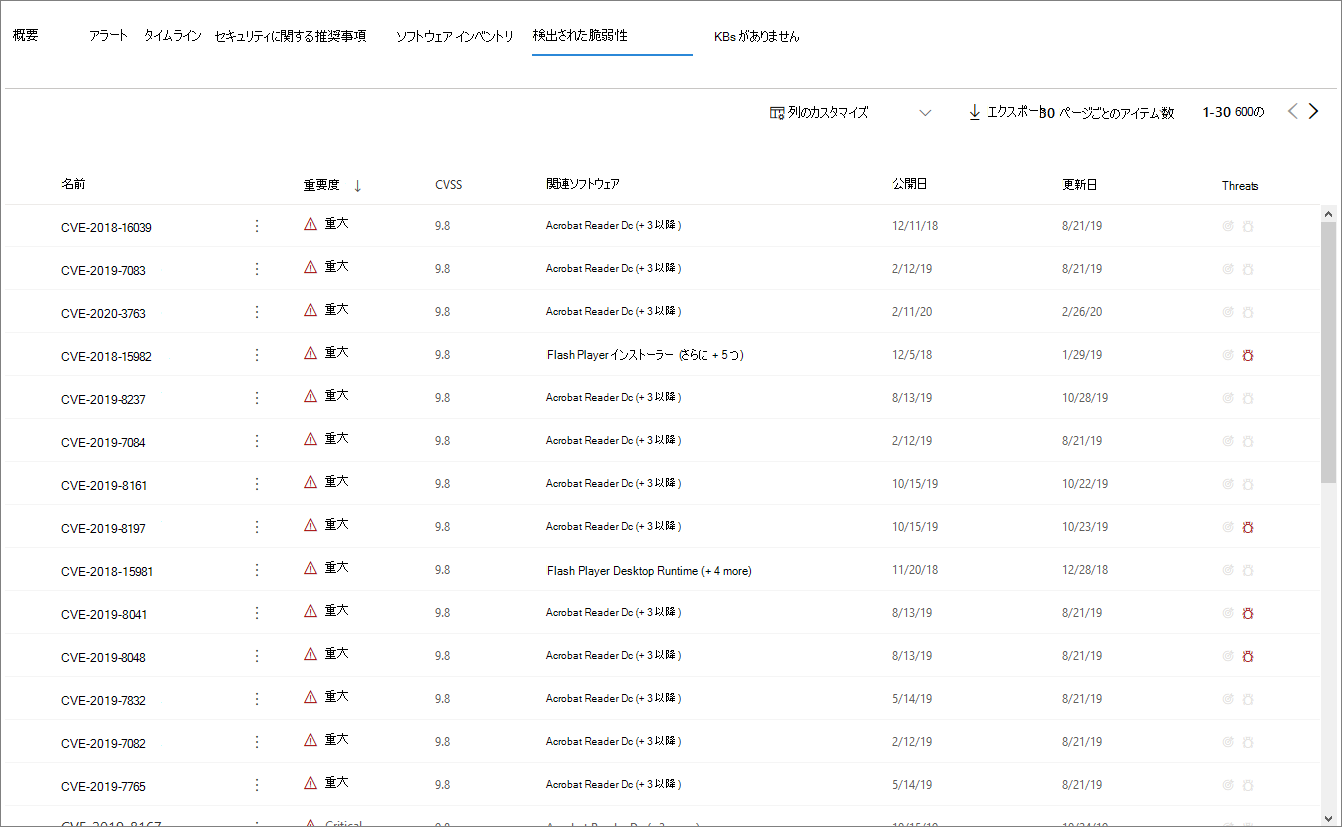 概要 アラート タイムライン セキュリティに関する推奨事項 ソフトウェア インベントリ 検出された脆弱性 KBs がありません
列のカスタマイズ エクスポート 30 ページごとのアイテム数 1-30 600の
名前 重要度 ↓ CVSS 関連ソフトウェア 公開日 更新日 Threats
CVE-2018-16039 重大 9.8 Acrobat Reader Dc (+ 3 以降) 12/11/18 8/21/19
CVE-2019-7083 重大 9.8 Acrobat Reader Dc (+ 3 以降) 2/12/19 8/21/19
CVE-2020-3763 重大 9.8 Acrobat Reader Dc (+ 3 以降) 2/11/20 2/26/20
CVE-2018-15982 重大 9.8 Flash Player インストーラー (さらに + 5 つ) 12/5/18 1/29/19
CVE-2019-8237 重大 9.8 Acrobat Reader Dc (+ 3 以降) 8/13/19 10/28/19
CVE-2019-7084 重大 9.8 Acrobat Reader Dc (+ 3 以降) 2/12/19 8/21/19
CVE-2019-8161 重大 9.8 Acrobat Reader Dc (+ 3 以降) 10/15/19 10/22/19
CVE-2019-8197 重大 9.8 Acrobat Reader Dc (+ 3 以降) 10/15/19 10/23/19
CVE-2018-15981 重大 9.8 Flash Player Desktop Runtime (+ 4 more) 11/20/18 12/28/18
CVE-2019-8041 重大 9.8 Acrobat Reader Dc (+ 3 以降) 8/13/19 8/21/19
CVE-2019-8048 重大 9.8 Acrobat Reader Dc (+ 3 以降) 8/13/19 8/21/19
CVE-2019-7832 重大 9.8 Acrobat Reader Dc (+ 3 以降) 5/14/19 8/21/19
CVE-2019-7082 重大 9.8 Acrobat Reader Dc (+ 3 以降) 2/12/19 8/21/19
CVE-2019-7765 重大 9.8 Acrobat Reader Dc (+ 3 以降) 5/14/19 8/21/19
CVE-2019-8167 Critical 9.8